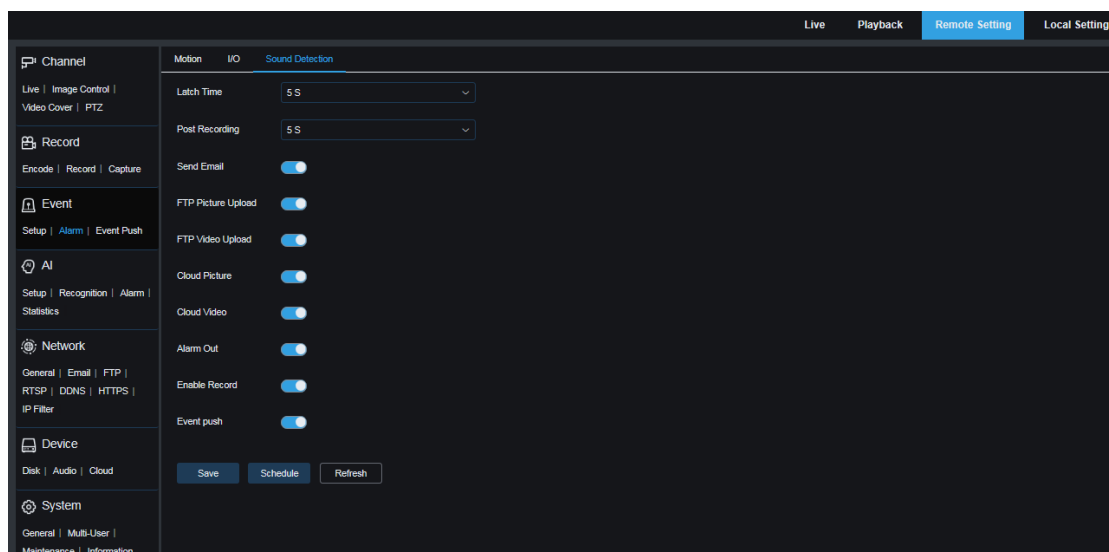 Live Playback Remote Setting Local Setting
Channel
Live | Image Control |
Video Cover | PTZ
Record
Encode | Record | Capture
Event
Setup | Alarm | Event Push
AI
Setup | Recognition | Alarm |
Statistics
Network
General | Email | FTP |
RTSP | DDNS | HTTPS |
IP Filter
Device
Disk | Audio | Cloud
System
General | Multi-User |
Maintenance | Information
Motion I/O Sound Detection
Latch Time 5 S
Post Recording 5 S
Send Email
FTP Picture Upload
FTP Video Upload
Cloud Picture
Cloud Video
Alarm Out
Enable Record
Event push
Save Schedule Refresh